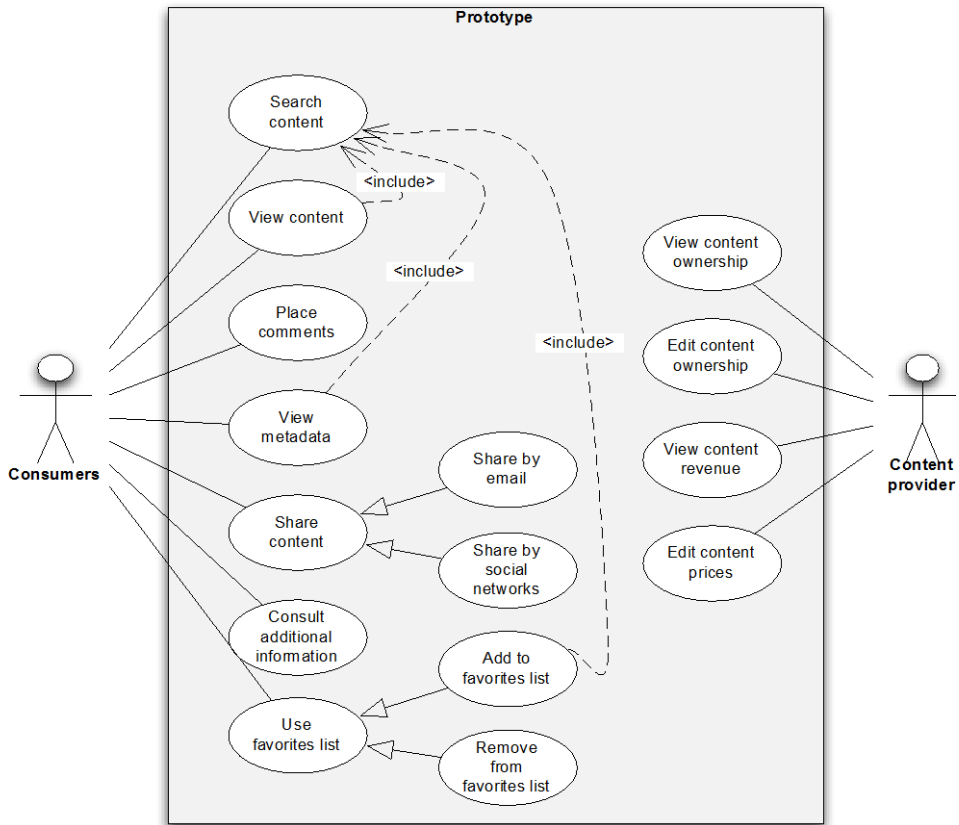 Prototype
Search
content
<include>
View content
<include>
View content
ownership
Place
comments
<include>
Edit content
ownership
Consumers
View
metadata
Share by
email
View content
revenue
Content
provider
Share
content
Share by
social
networks
Edit content
prices
Consult
additional
information
Add to
favorites list
Use
favorites list
Remove
from
favorites list